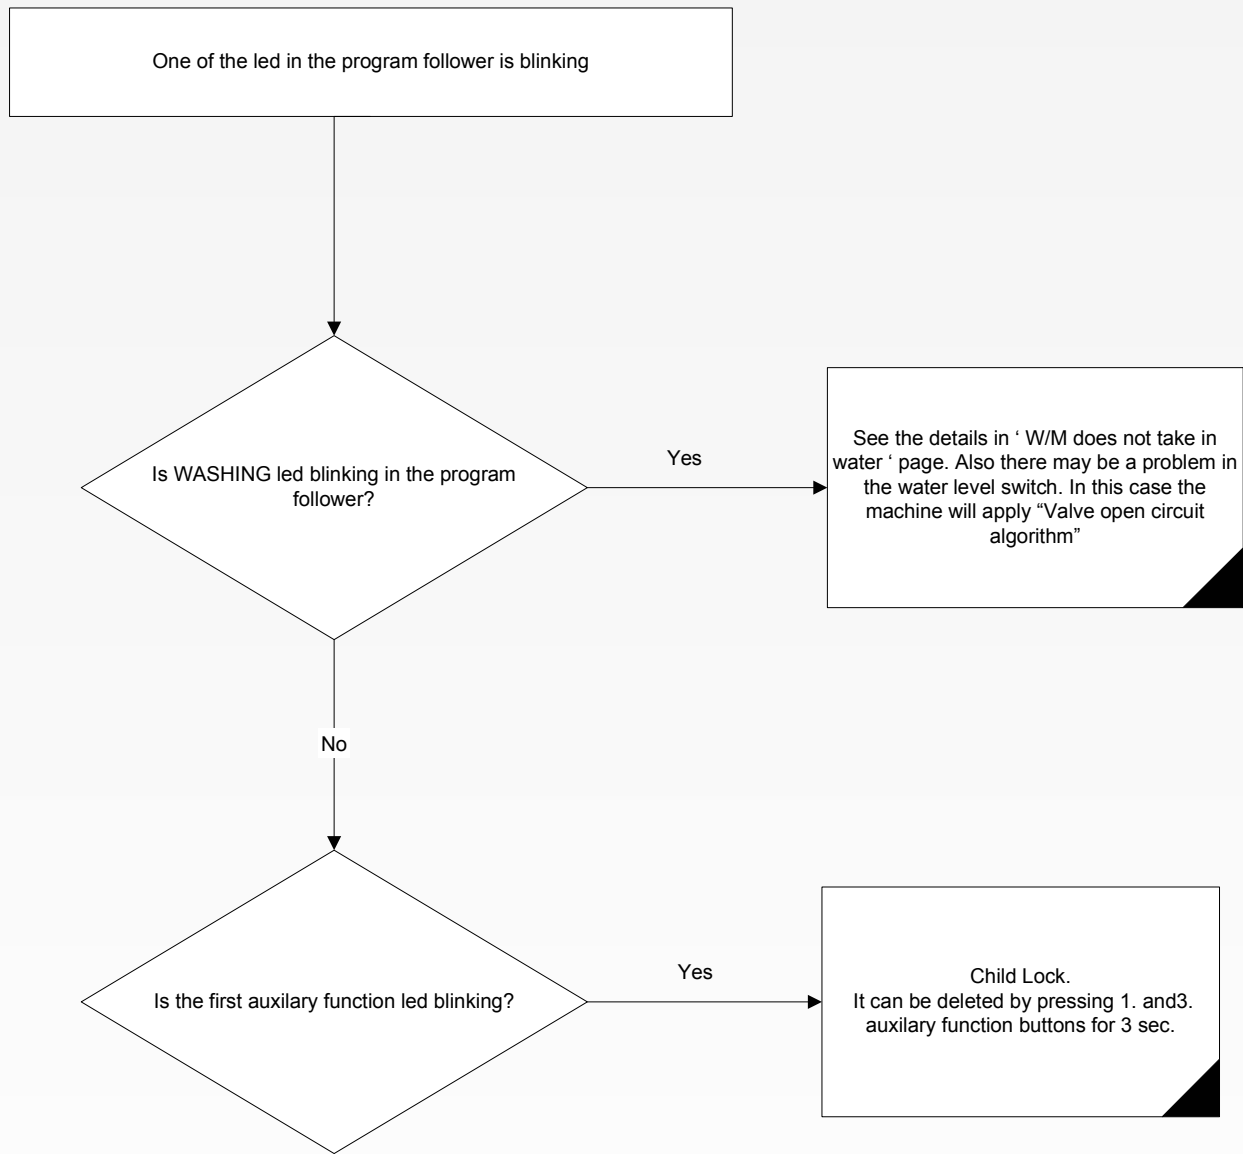 One of the led in the program follower is blinking
Is WASHING led blinking in the program
follower?
Yes
See the details in ‘ W/M does not take in
water ‘ page. Also there may be a problem in
the water level switch. In this case the
machine will apply “Valve open circuit
algorithm”
No
Is the first auxilary function led blinking?
Yes
Child Lock.
It can be deleted by pressing 1. and3.
auxilary function buttons for 3 sec.